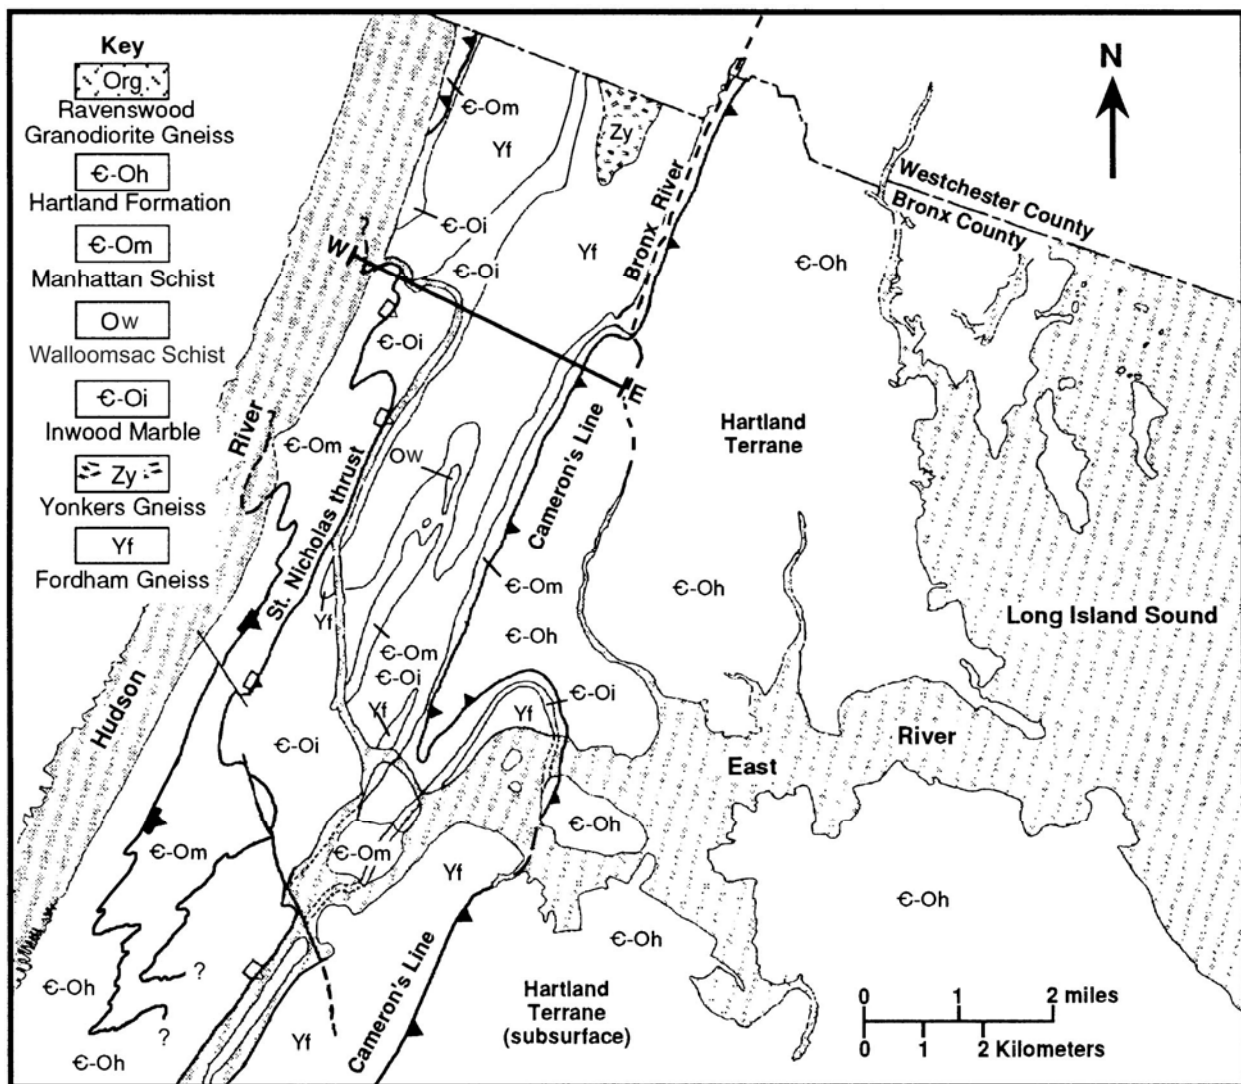 Key
Org
Ravenswood
Granodiorite Gneiss
Є-Oh
Hartland Formation
Є-Om
Manhattan Schist
Ow
Walloomsac Schist
Є-Oi
Inwood Marble
Zy
Yonkers Gneiss
Yf
Fordham Gneiss
N
Є-Om
Yf
Zy
Bronx River
Westchester County
Bronx County
Є-Oi
Yf
W
Є-Oi
Є-Oh
Є-Oi
E
Hartland
Terrane
River
Є-Om
Ow
Cameron's Line
St. Nicholas thrust
Є-Om
Є-Oh
Yf
Long Island Sound
Є-Oh
Є-Om
Є-Oi
Є-Oi
Yf
Yf
Hudson
Є-Oi
River
East
Є-Oh
Є-Om
Є-Om
Yf
Є-Oh
Є-Oh
?
Є-Oh
Cameron's Line
Hartland
Terrane
(subsurface)
0 1 2 miles
0 1 2 Kilometers
?
Yf
Є-Oh